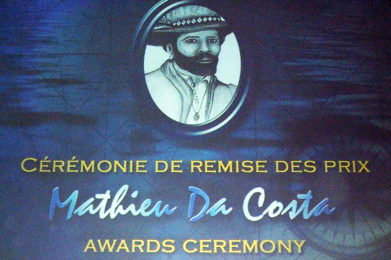 CÉRÉMONIE DE REMISE DES PRIX
Mathieu Da Costa
AWARDS CEREMONY